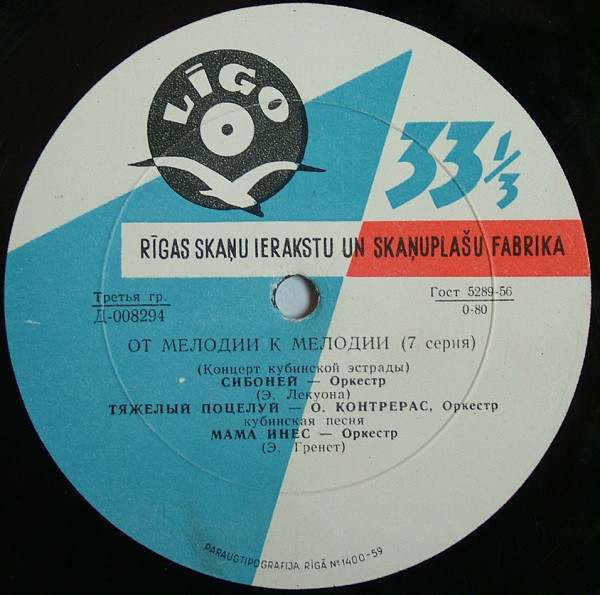 LĪGO
33 1/3
RĪGAS SKAŅU IERAKSTU UN SKAŅUPLAŠU FABRIKA
Третья гр.
Д-008294
Гост 5289-56
0-80
ОТ МЕЛОДИИ К МЕЛОДИИ (7 серия)
(Концерт кубинской эстрады)
СИБОНЕЙ — Оркестр
(Э. Лекуона)
ТЯЖЕЛЫЙ ПОЦЕЛУЙ — О. КОНТРЕРАС, Оркестр
кубинская песня
МАМА ИНЕС — Оркестр
(Э. Гренет)
PARAUGTIPOGRAFIJA RĪGĀ № 1400-59